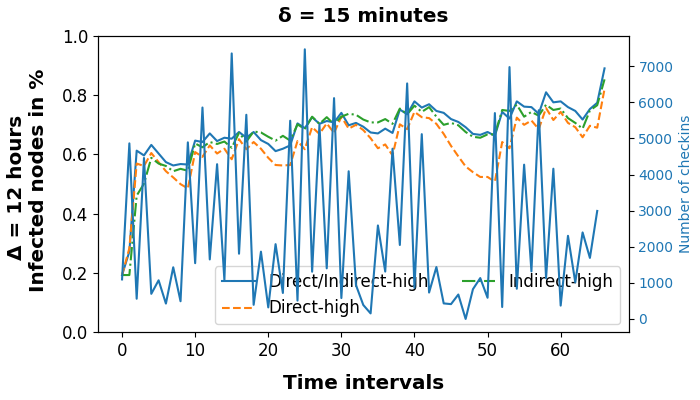 δ = 15 minutes
Δ = 12 hours
Infected nodes in %
1.0
0.8
0.6
0.4
0.2
0.0
7000
6000
5000
4000
3000
2000
1000
0
Number of checkins
Direct/Indirect-high
Direct-high
Indirect-high
0 10 20 30 40 50 60
Time intervals